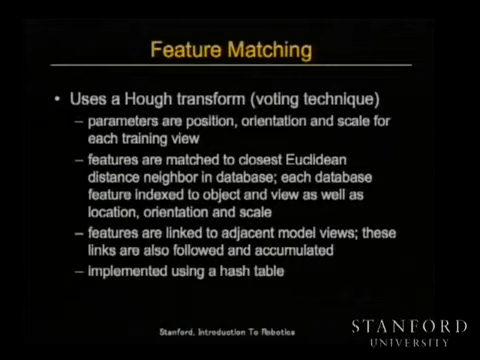 Feature Matching
• Uses a Hough transform (voting technique)
– parameters are position, orientation and scale for
each training view
– features are matched to closest Euclidean
distance neighbor in database; each database
feature indexed to object and view as well as
location, orientation and scale
– features are linked to adjacent model views; these
links are also followed and accumulated
– implemented using a hash table
Stanford, Introduction To Robotics
STANFORD
UNIVERSITY